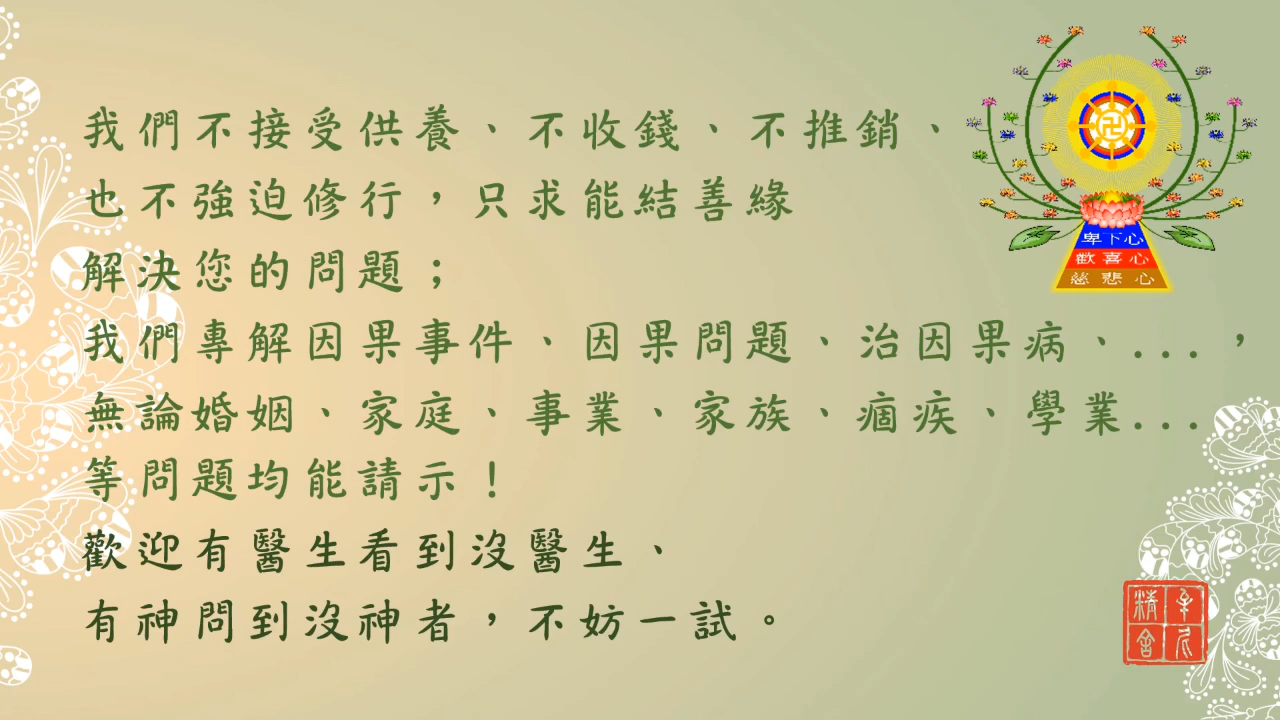 我們不接受供養、不收錢、不推銷、
也不強迫修行，只求能結善緣
解決您的問題；
我們專解因果事件、因果問題、治因果病、...，
無論婚姻、家庭、事業、家族、痼疾、學業...
等問題均能請示！
歡迎有醫生看到沒醫生、
有神問到沒神者，不妨一試。
卍
卑下心
歡喜心
慈悲心
精舍